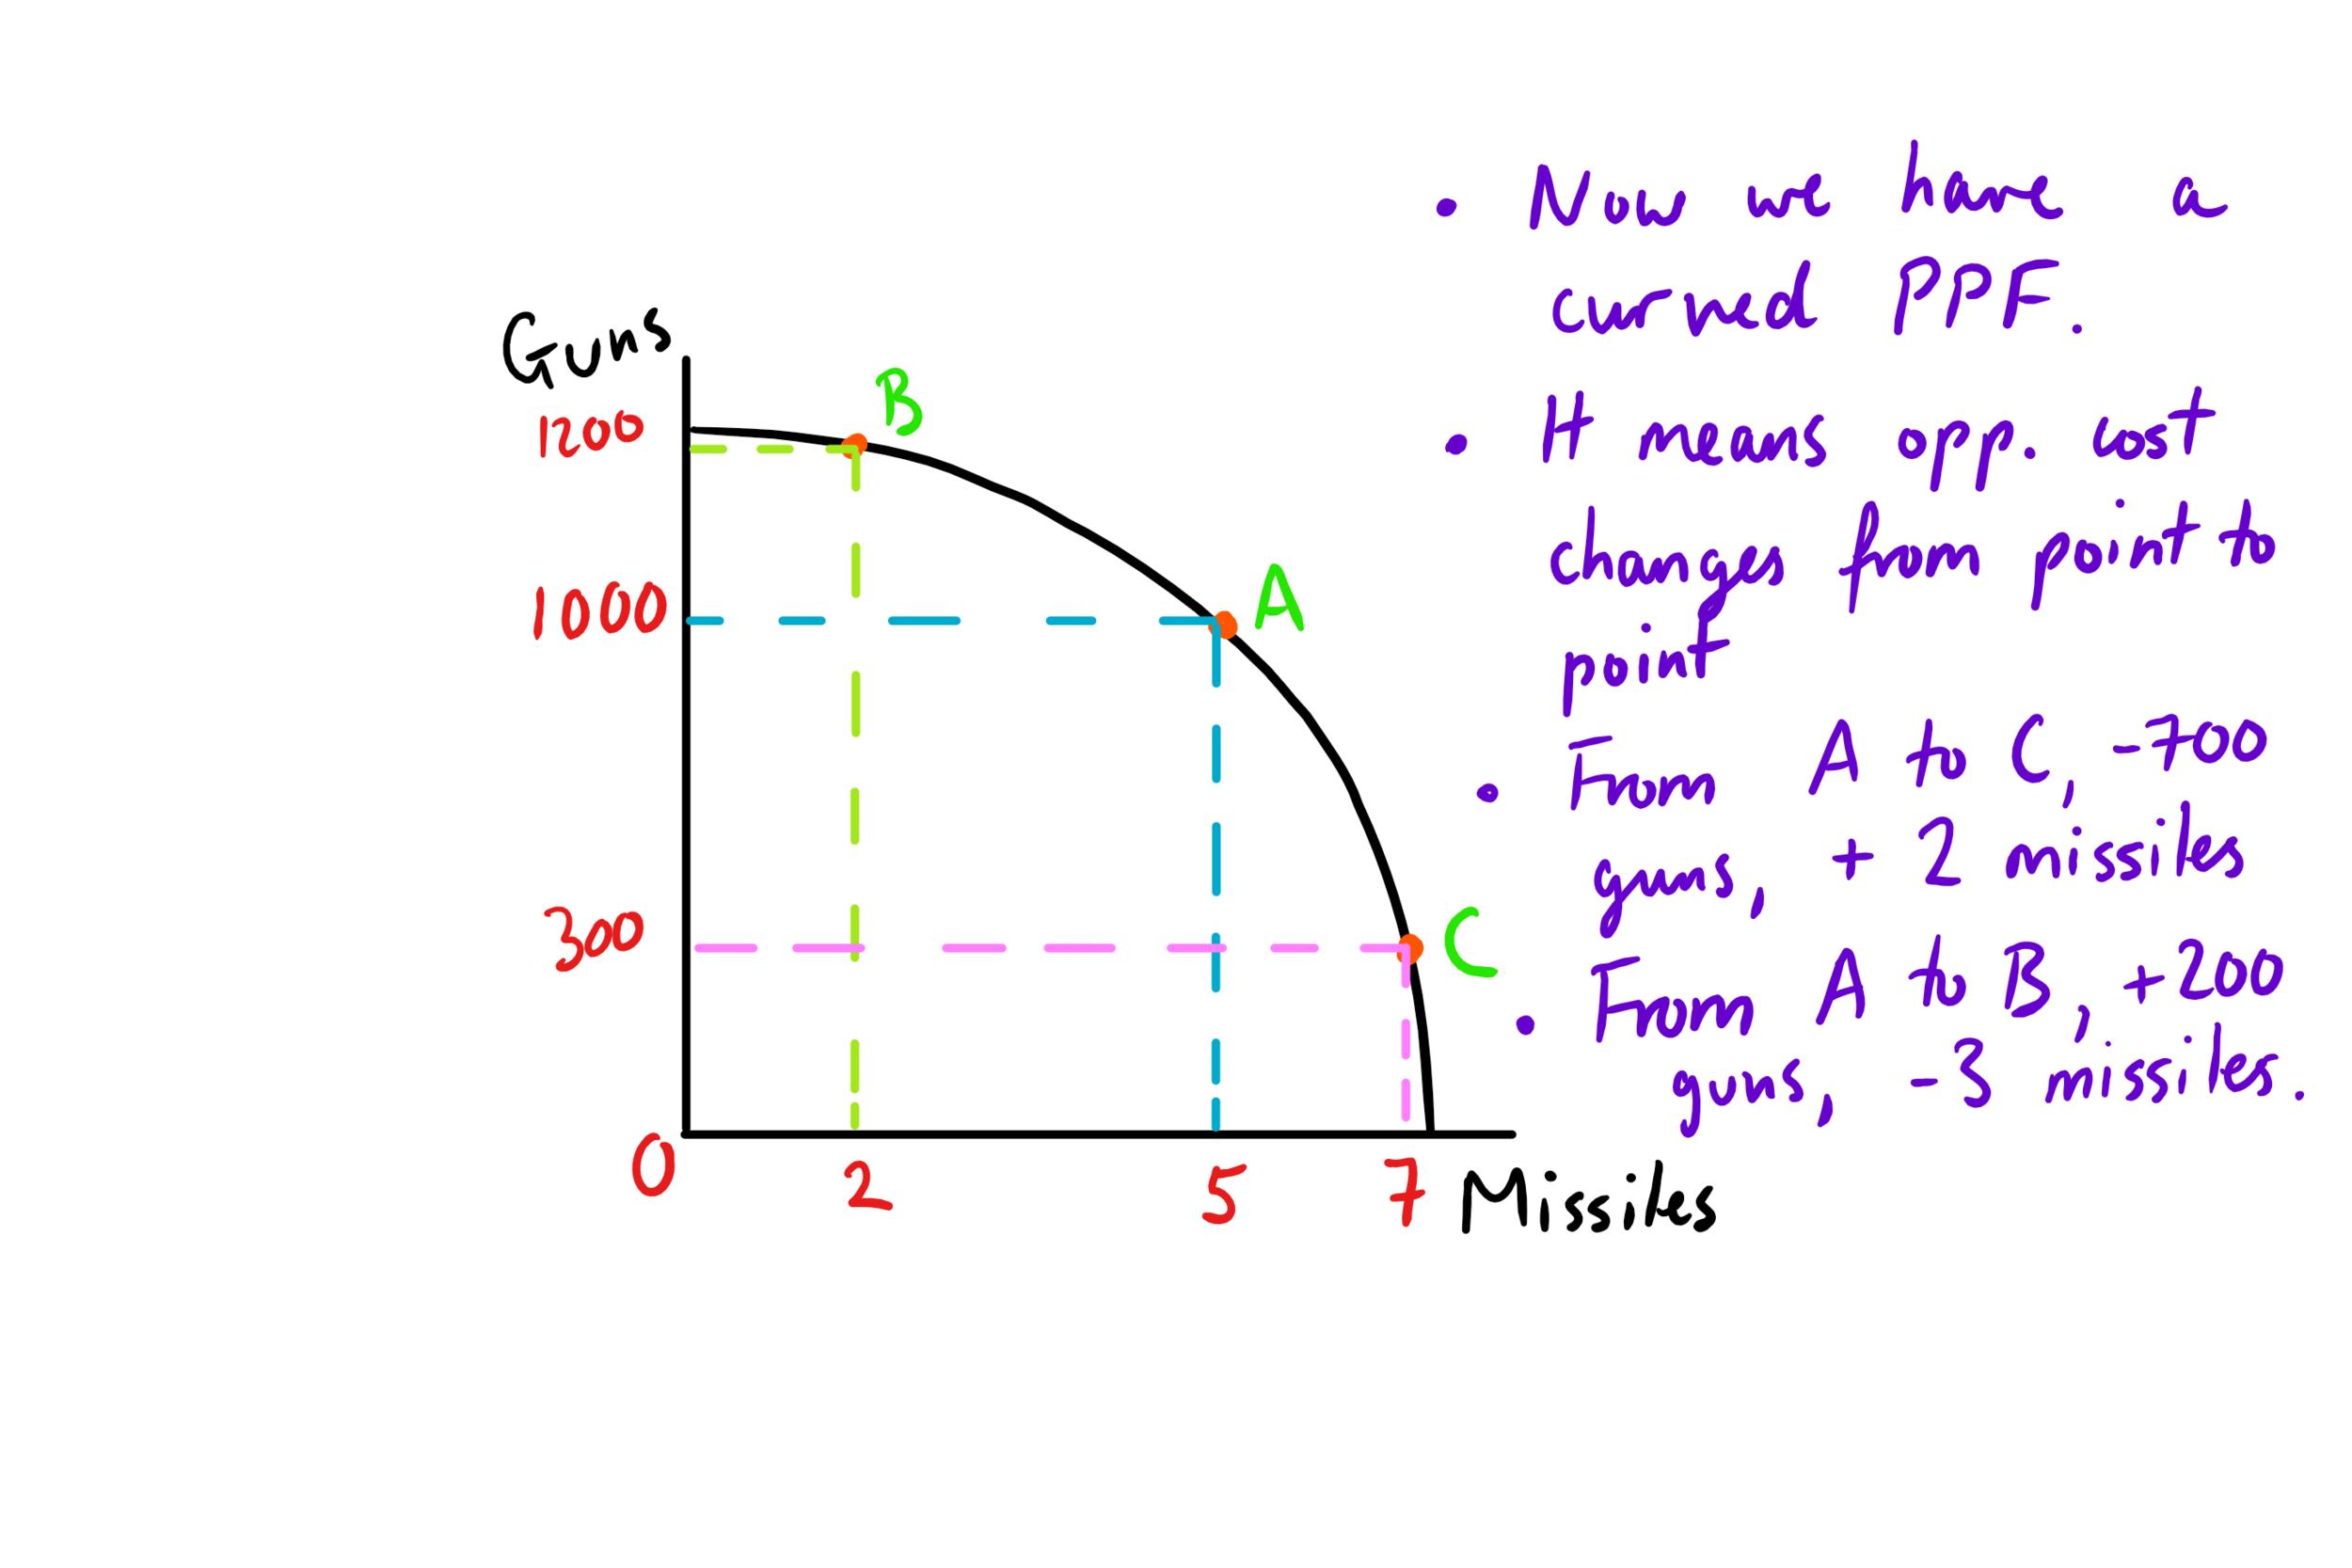 Guns
1200
1000
300
0
2
5
7
Missiles
B
A
C
• Now we have a
curved PPF.
• It means opp. cost
changes from point to
point
• From A to C, -700
guns, + 2 missiles
• From A to B, +200
guns, -3 missiles.